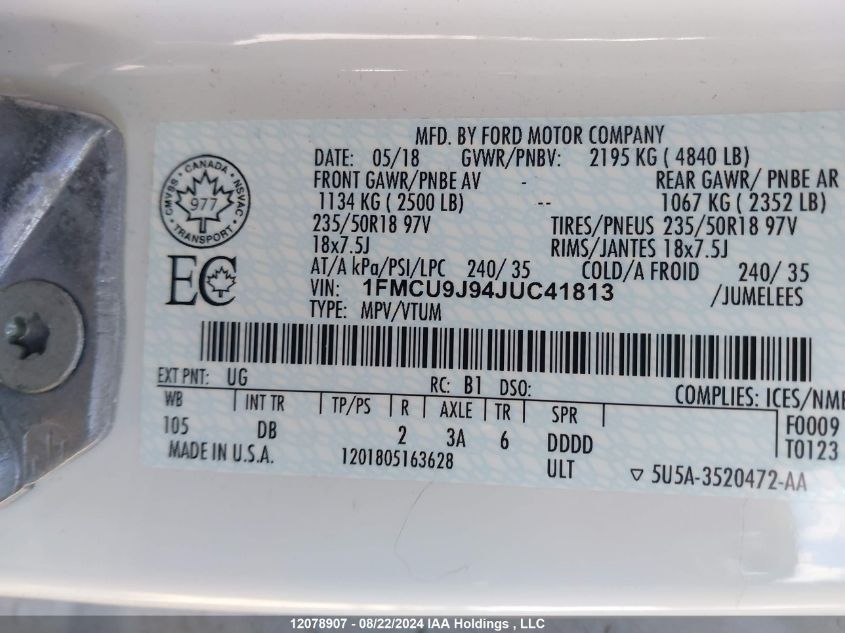 MFD. BY FORD MOTOR COMPANY
DATE: 05/18 GVWR/PNBV: 2195 KG ( 4840 LB)
FRONT GAWR/PNBE AV - REAR GAWR/ PNBE AR
1134 KG ( 2500 LB) -- 1067 KG ( 2352 LB)
235/50R18 97V TIRES/PNEUS 235/50R18 97V
18x7.5J RIMS/JANTES 18x7.5J
AT/A kPa/PSI/LPC 240/ 35 COLD/A FROID 240/ 35
VIN: 1FMCU9J94JUC41813 /JUMELEES
TYPE: MPV/VTUM
CANADA
CMVSS NSVAC
977
TRANSPORT
EC
EXT PNT: UG RC: B1 DSO: COMPLIES: ICES/NMB
WB INT TR TP/PS R AXLE TR SPR F0009
105 DB 2 3A 6 DDDD T0123
MADE IN U.S.A. 1201805163628 ULT 5U5A-3520472-AA
12078907 - 08/22/2024 IAA Holdings , LLC